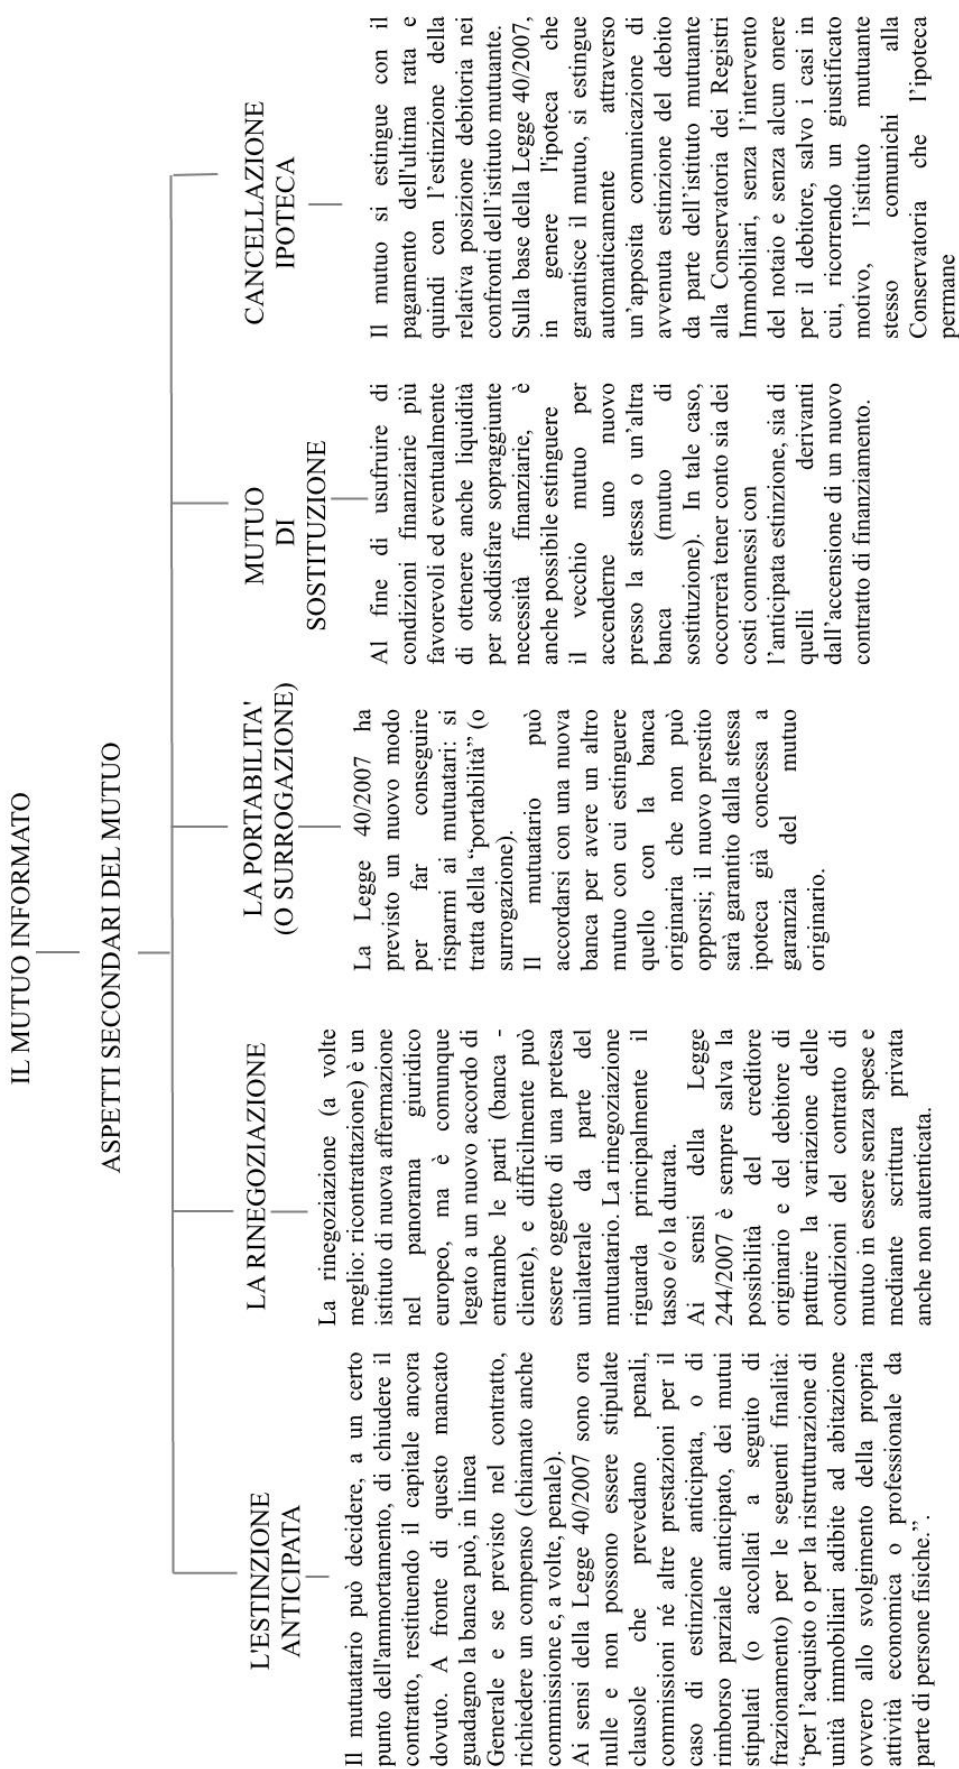 IL MUTUO INFORMATO
ASPETTI SECONDARI DEL MUTUO
L'ESTINZIONE
ANTICIPATA
Il mutuatario può decidere, a un certo
punto dell'ammortamento, di chiudere il
contratto, restituendo il capitale ancora
dovuto. A fronte di questo mancato
guadagno la banca può, in linea
Generale e se previsto nel contratto,
richiedere un compenso (chiamato anche
commissione e, a volte, penale).
Ai sensi della Legge 40/2007 sono ora
nulle e non possono essere stipulate
clausole che prevedano penali,
commissioni né altre prestazioni per il
caso di estinzione anticipata, o di
rimborso parziale anticipato, dei mutui
stipulati (o accollati a seguito di
frazionamento) per le seguenti finalità:
“per l’acquisto o per la ristrutturazione di
unità immobiliari adibite ad abitazione
ovvero allo svolgimento della propria
attività economica o professionale da
parte di persone fisiche.”.
LA RINEGOZIAZIONE
La rinegoziazione (a volte
meglio: ricontrattazione) è un
istituto di nuova affermazione
nel panorama giuridico
europeo, ma è comunque
legato a un nuovo accordo di
entrambe le parti (banca -
cliente), e difficilmente può
essere oggetto di una pretesa
unilaterale da parte del
mutuatario. La rinegoziazione
riguarda principalmente il
tasso e/o la durata.
Ai sensi della Legge
244/2007 è sempre salva la
possibilità del creditore
originario e del debitore di
patture la variazione delle
condizioni del contratto di
mutuo in essere senza spese e
mediante scrittura privata
anche non autenticata.
LA PORTABILITA'
(O SURROGAZIONE)
La Legge 40/2007 ha
previsto un nuovo modo
per far conseguire
risparmi ai mutuatari: si
tratta della “portabilità” (o
surrogazione).
Il mutuatario può
accordarsi con una nuova
banca per avere un altro
mutuo con cui estinguere
quello con la banca
originaria che non può
opporsi; il nuovo prestito
sarà garantito dalla stessa
ipoteca già concessa a
garanzia del mutuo
originario.
MUTUO
DI
SOSTITUZIONE
Al fine di usufruire di
condizioni finanziarie più
favorevoli ed eventualmente
di ottenere anche liquidità
per soddisfare sopraggiunte
necessità finanziarie, è
anche possibile estinguere
il vecchio mutuo per
accenderne uno nuovo
presso la stessa o un’altra
banca (mutuo di
sostituzione). In tale caso,
occorrerà tener conto sia dei
costi connessi con
l’anticipata estinzione, sia di
quelli derivanti
dall’accensione di un nuovo
contratto di finanziamento.
CANCELLAZIONE
IPOTECA
Il mutuo si estingue con il
pagamento dell'ultima rata e
quindi con l’estinzione della
relativa posizione debitoria nei
confronti dell’istituto mutuante.
Sulla base della Legge 40/2007,
in genere l'ipoteca che
garantisce il mutuo, si estingue
automaticamente attraverso
un’apposita comunicazione di
avvenuta estinzione del debito
da parte dell’istituto mutuante
alla Conservatoria dei Registri
Immobiliari, senza l’intervento
del notaio e senza alcun onere
per il debitore, salvo i casi in
cui, ricorrendo un giustificato
motivo, l’istituto mutuante
stesso comunichi alla
Conservatoria che l’ipoteca
permane